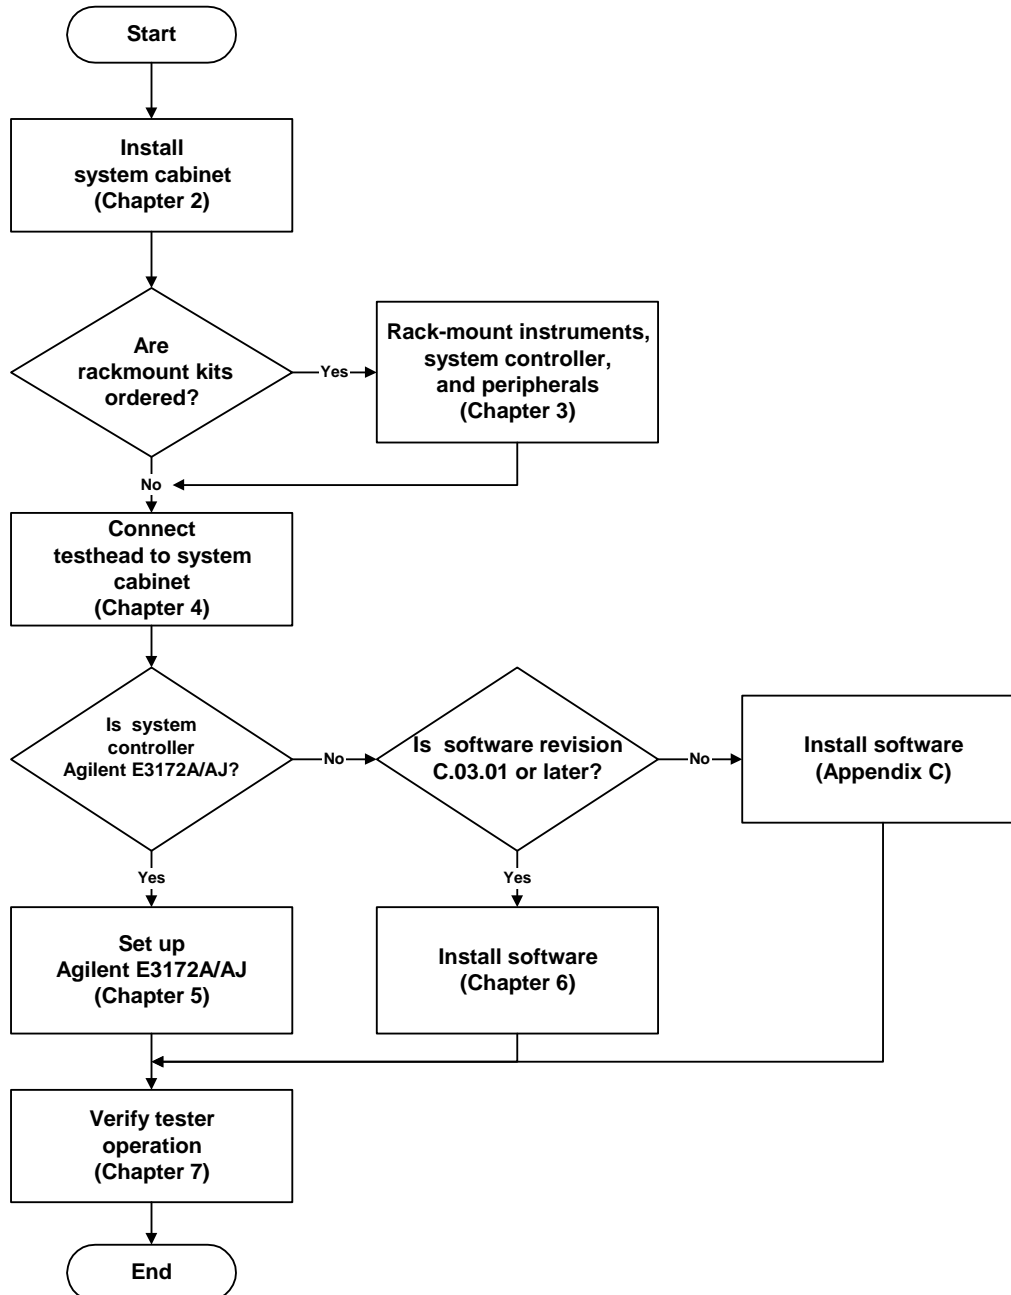 Start
Install
system cabinet
(Chapter 2)
Are
rackmount kits
ordered?
Yes
Rack-mount instruments,
system controller,
and peripherals
(Chapter 3)
No
Connect
testhead to system
cabinet
(Chapter 4)
Is system
controller
Agilent E3172A/AJ?
No
Is software revision
C.03.01 or later?
No
Install software
(Appendix C)
Yes
Yes
Set up
Agilent E3172A/AJ
(Chapter 5)
Install software
(Chapter 6)
Verify tester
operation
(Chapter 7)
End